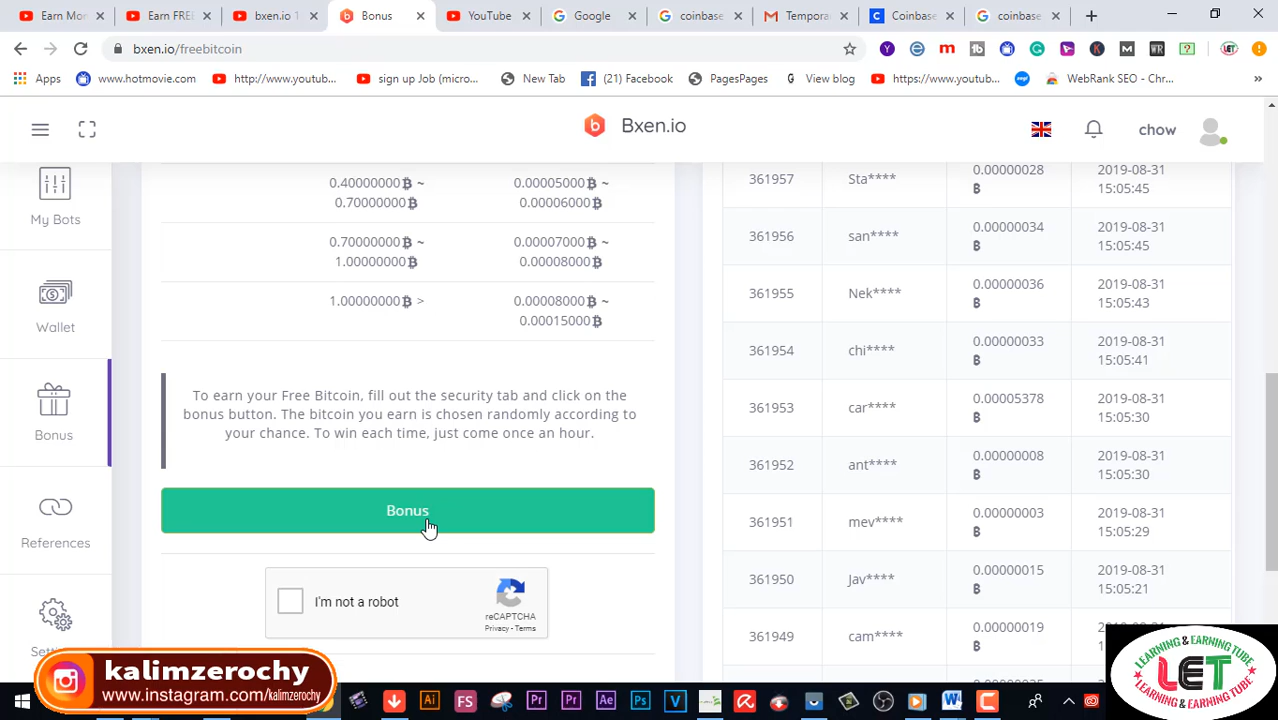 Earn Mor
Earn FREE
bxen.io T
Bonus
YouTube
Google
coinbase
Tempora
Coinbas
coinbase
bxen.io/freebitcoin
Apps
www.hotmovie.com
http://www.youtub...
sign up Job (micro...
New Tab
(21) Facebook
PagesPages
View blog
https://www.youtu...
WebRank SEO - Chr...
Bxen.io
chow
My Bots
Wallet
Bonus
References
0.40000000 ~
0.70000000
0.00005000 ~
0.00006000
0.70000000 ~
1.00000000
0.00007000 ~
0.00008000
1.00000000 >
0.00008000 ~
0.00015000
To earn your Free Bitcoin, fill out the security tab and click on the
bonus button. The bitcoin you earn is chosen randomly according to
your chance. To win each time, just come once an hour.
Bonus
I'm not a robot
reCAPTCHA
Privacy - Terms
361957 Sta**** 0.00000028 2019-08-31
15:05:45
361956 san**** 0.00000034 2019-08-31
15:05:45
361955 Nek**** 0.00000036 2019-08-31
15:05:43
361954 chi**** 0.00000033 2019-08-31
15:05:41
361953 car**** 0.00005378 2019-08-31
15:05:30
361952 ant**** 0.00000008 2019-08-31
15:05:30
361951 mev**** 0.00000003 2019-08-31
15:05:29
361950 Jav**** 0.00000015 2019-08-31
15:05:21
361949 cam**** 0.00000019
kalimzerochy
www.instagram.com/kalimzerochy
LEARNING & EARNING TUBE
LET
LEARNING & EARNING TUBE